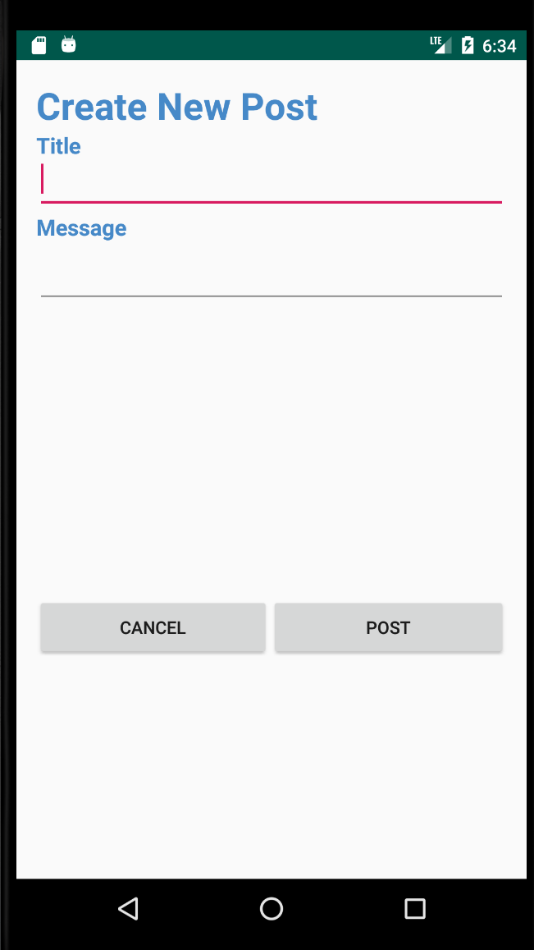 LTE 6:34
Create New Post
Title
Message
CANCEL POST